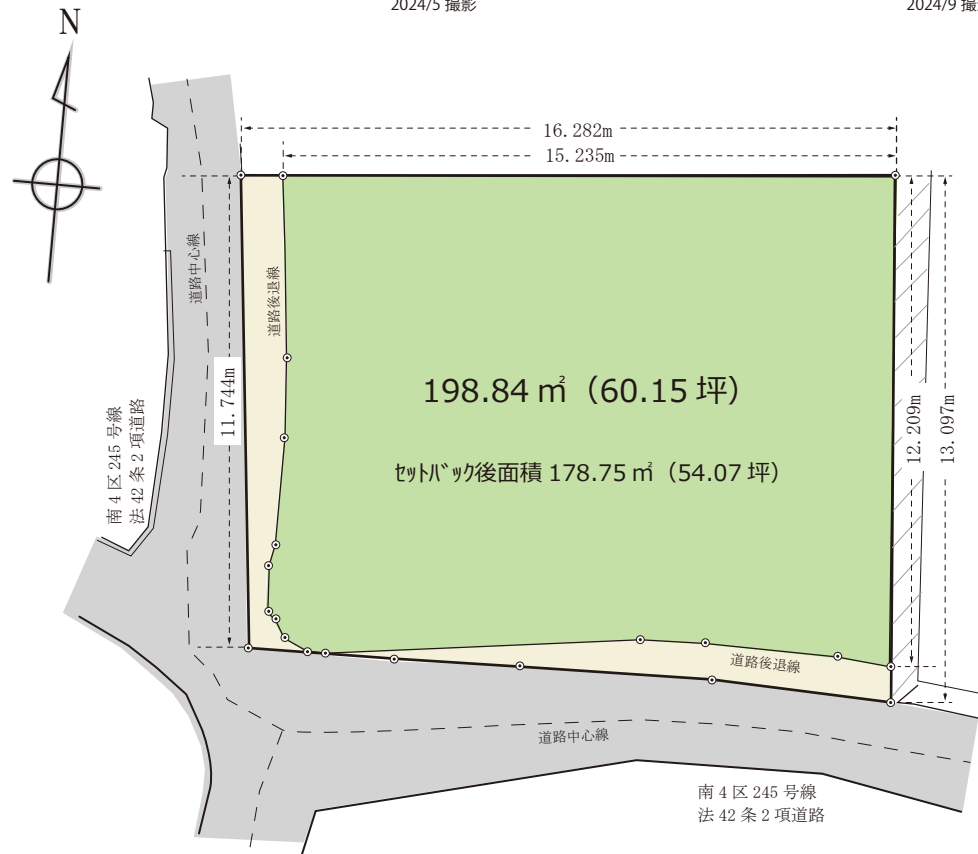 2024/5 撮影
2024/9 撮
N
16.282m
15.235m
道路中心線
道路後退線
11.744m
198.84 ㎡（60.15 坪）
セットバック後面積 178.75 ㎡（54.07 坪）
12.209m
13.097m
南 4 区 245 号線
法 42 条 2 項道路
道路後退線
道路中心線
南 4 区 245 号線
法 42 条 2 項道路